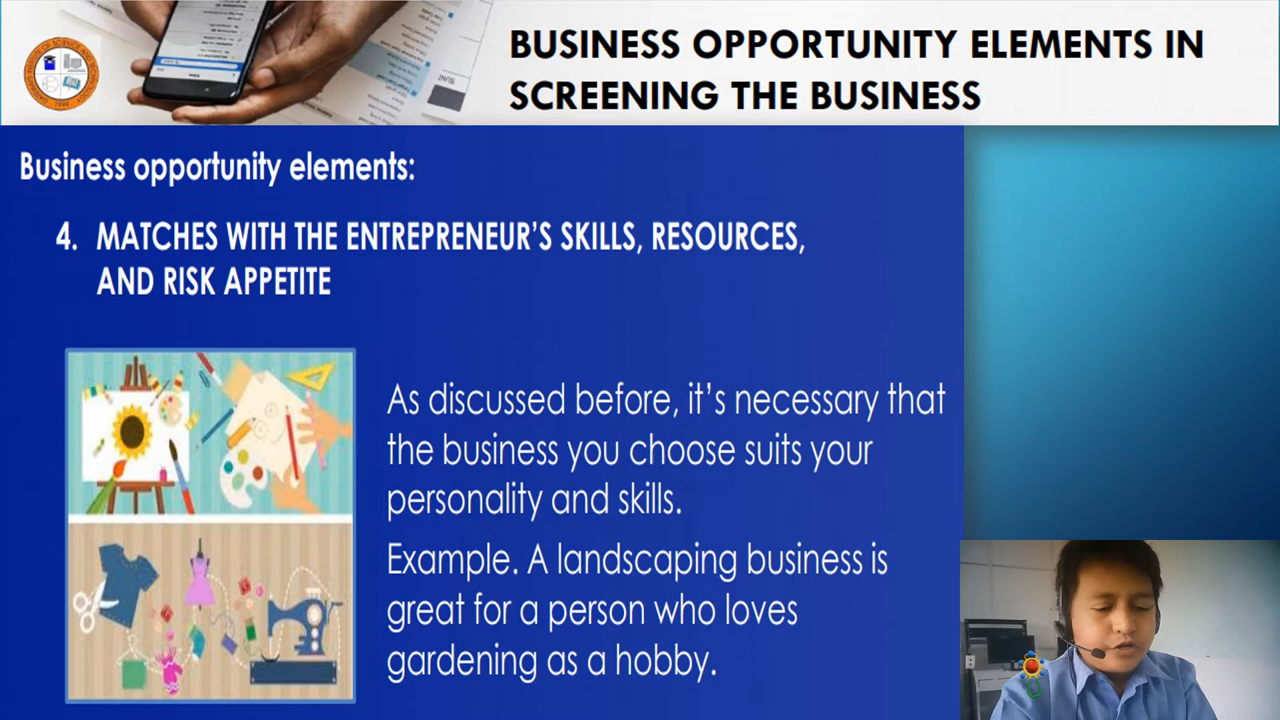 BUSINESS OPPORTUNITY ELEMENTS IN
SCREENING THE BUSINESS
Business opportunity elements:
4. MATCHES WITH THE ENTREPRENEUR’S SKILLS, RESOURCES,
AND RISK APPETITE
As discussed before, it’s necessary that
the business you choose suits your
personality and skills.
Example. A landscaping business is
great for a person who loves
gardening as a hobby.